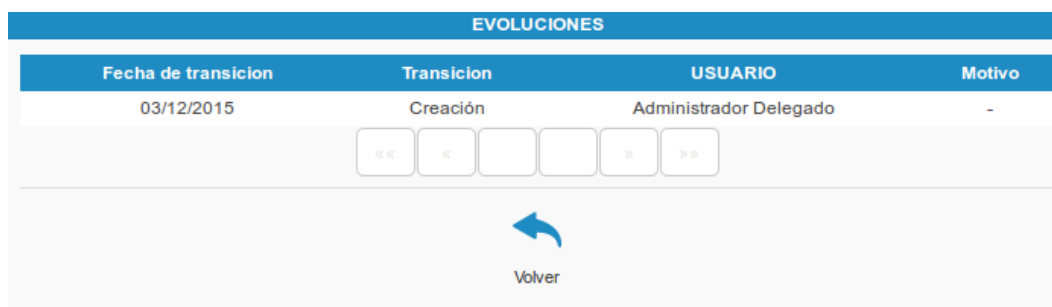 EVOLUCIONES
Fecha de transicion Transicion USUARIO Motivo
03/12/2015 Creación Administrador Delegado -
«« « » »»
Volver